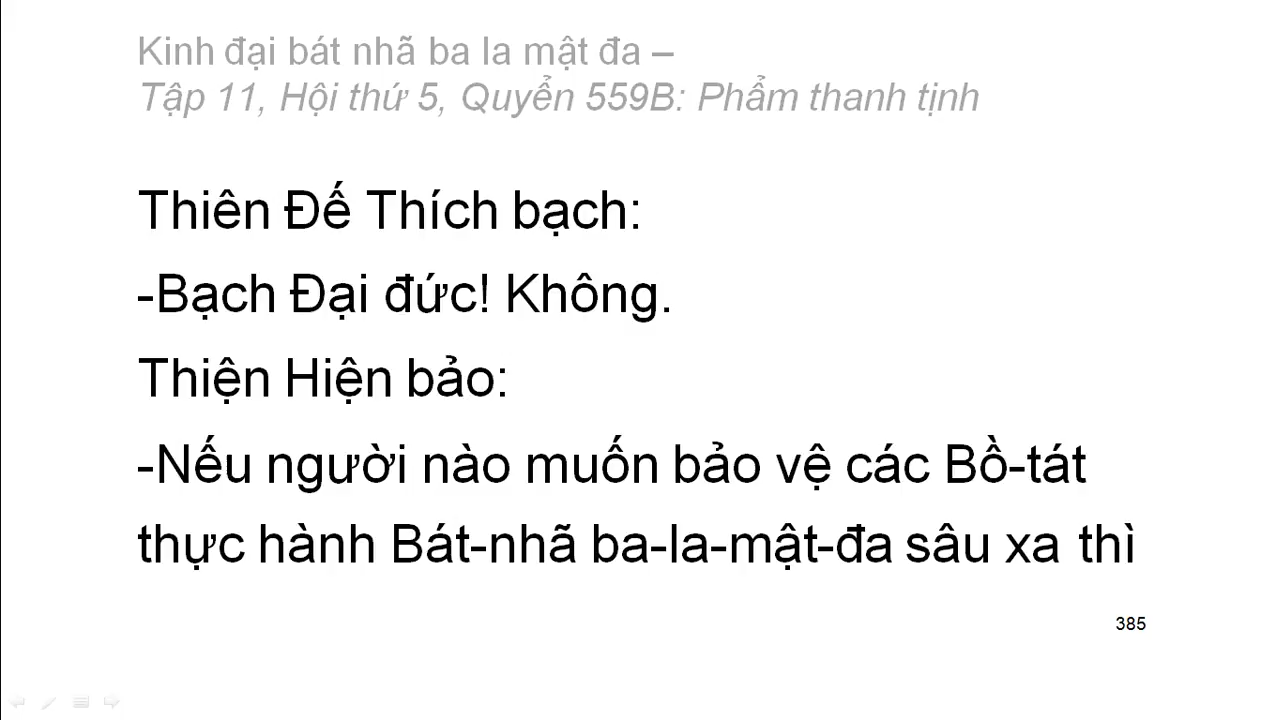 Kinh đại bát nhã ba la mật đa –
Tập 11, Hội thứ 5, Quyển 559B: Phẩm thanh tịnh
Thiên Đế Thích bạch:
-Bạch Đại đức! Không.
Thiện Hiện bảo:
-Nếu người nào muốn bảo vệ các Bồ-tát
thực hành Bát-nhã ba-la-mật-đa sâu xa thì
385